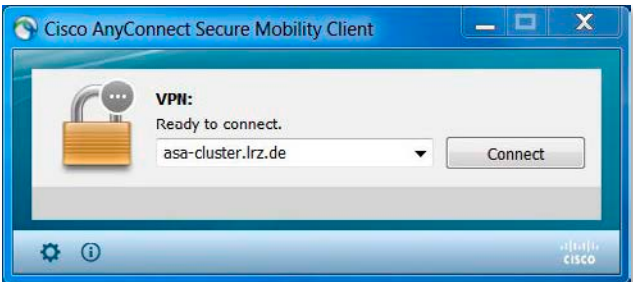 Cisco AnyConnect Secure Mobility Client
VPN:
Ready to connect.
asa-cluster.lrz.de
Connect
CISCO